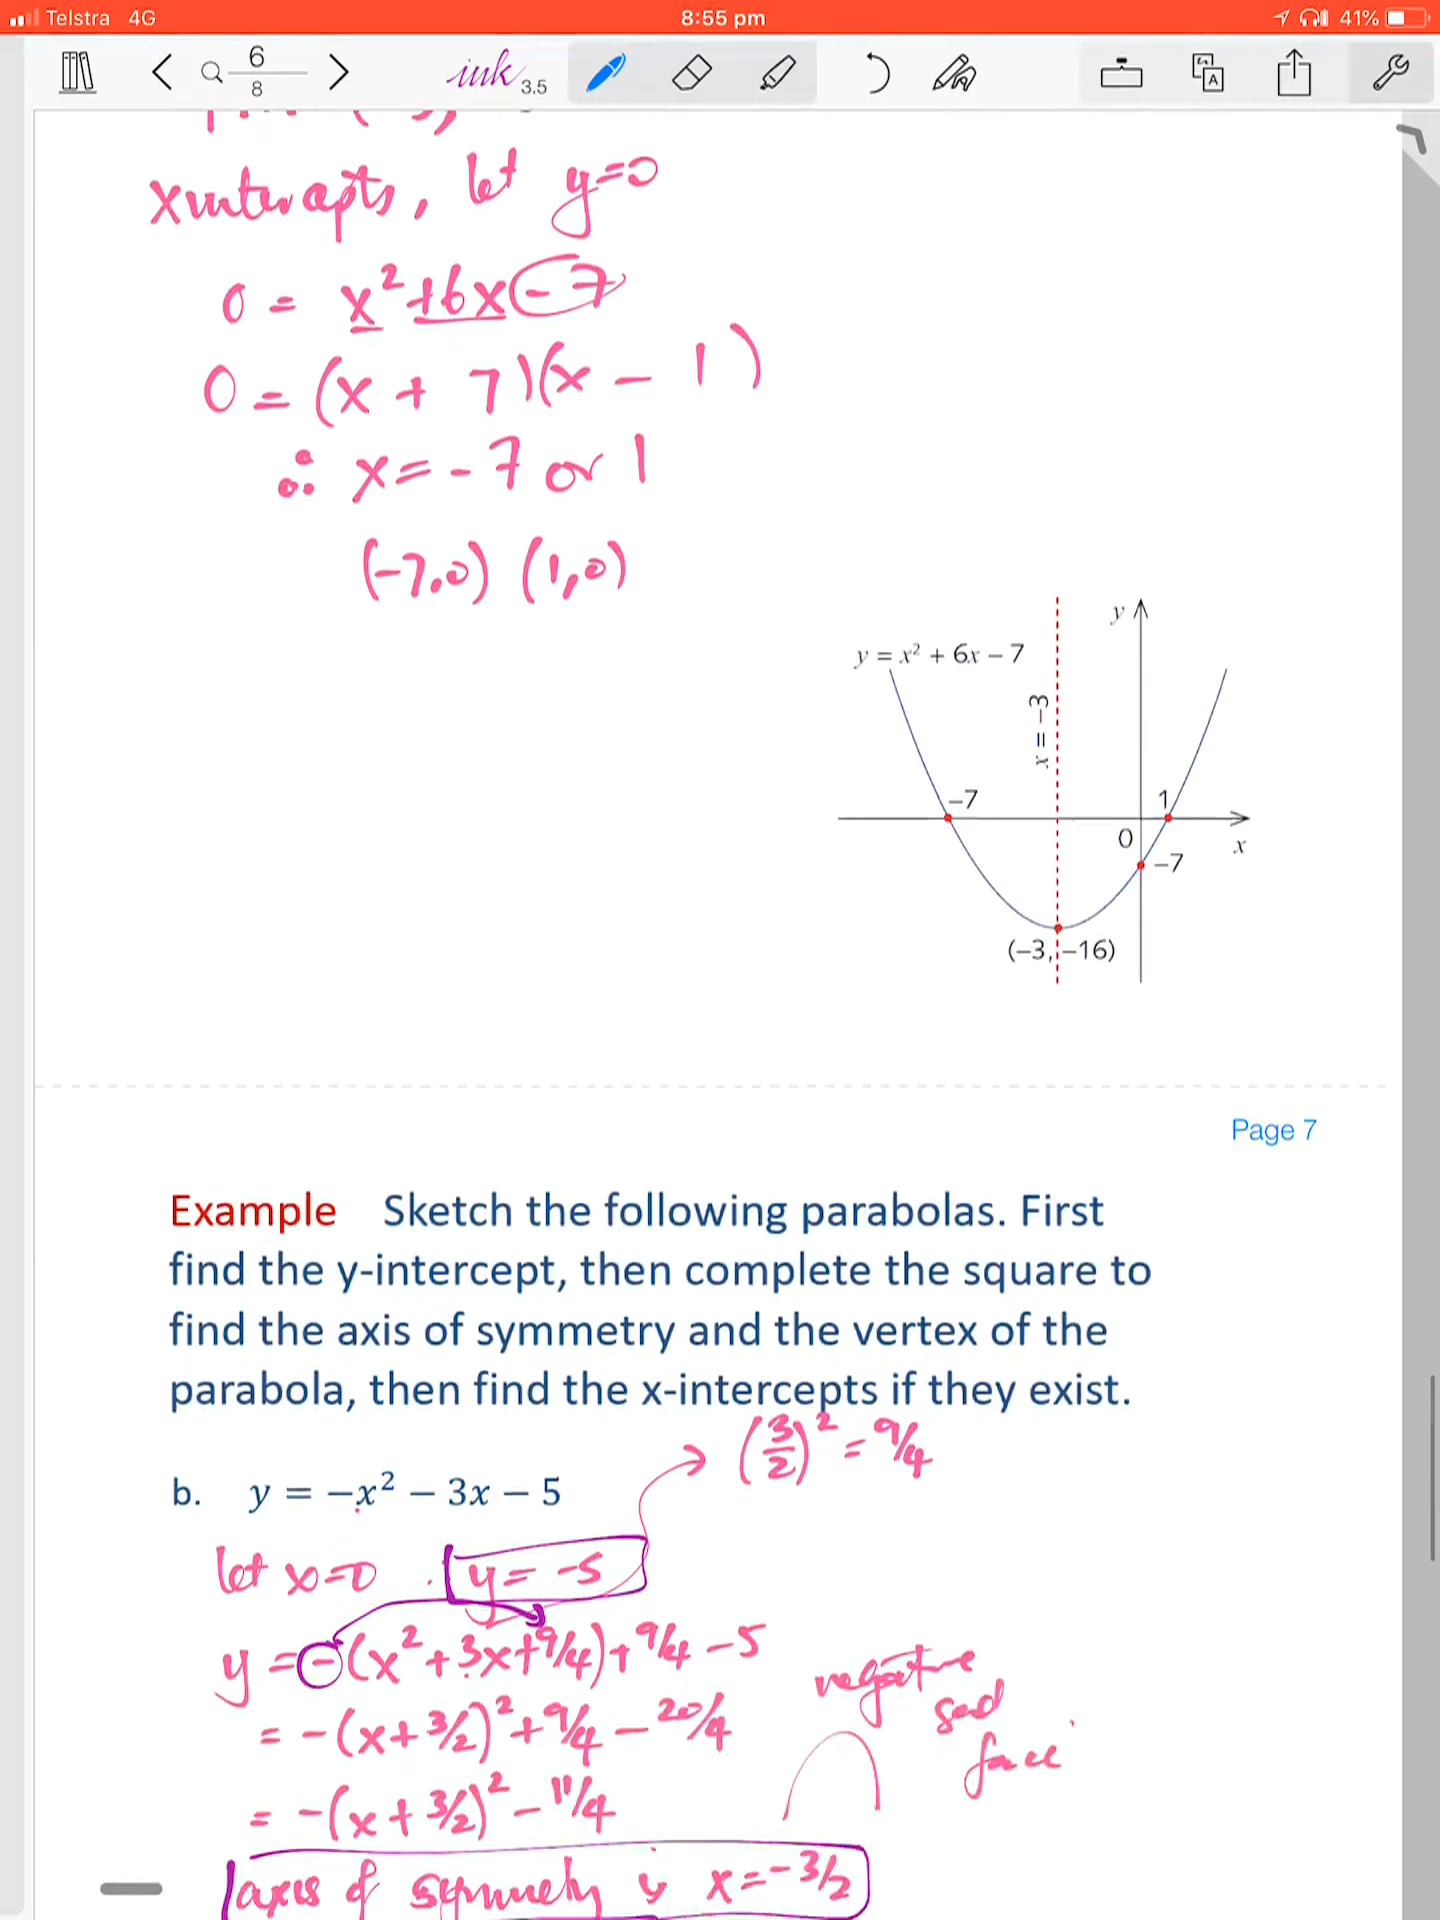 Telstra 4G 8:55 pm 41%
6
8
ink 3.5
x intercepts, let y=0
0 = x²+6x-7
0 = (x + 7)(x - 1)
∴ x = -7 or 1
(-7,0) (1,0)
y
y = x² + 6x – 7
x = –3
–7
1
0
x
–7
(–3, –16)
Page 7
Example Sketch the following parabolas. First
find the y-intercept, then complete the square to
find the axis of symmetry and the vertex of the
parabola, then find the x-intercepts if they exist.
(3/2)² = 9/4
b. y = −x² − 3x − 5
let x=0 y = -5
y = -(x²+3x+9/4)+9/4-5
negative
sad
face
= -(x+3/2)²+9/4-20/4
= -(x+3/2)²-11/4
axis of symmetry is x=-3/2